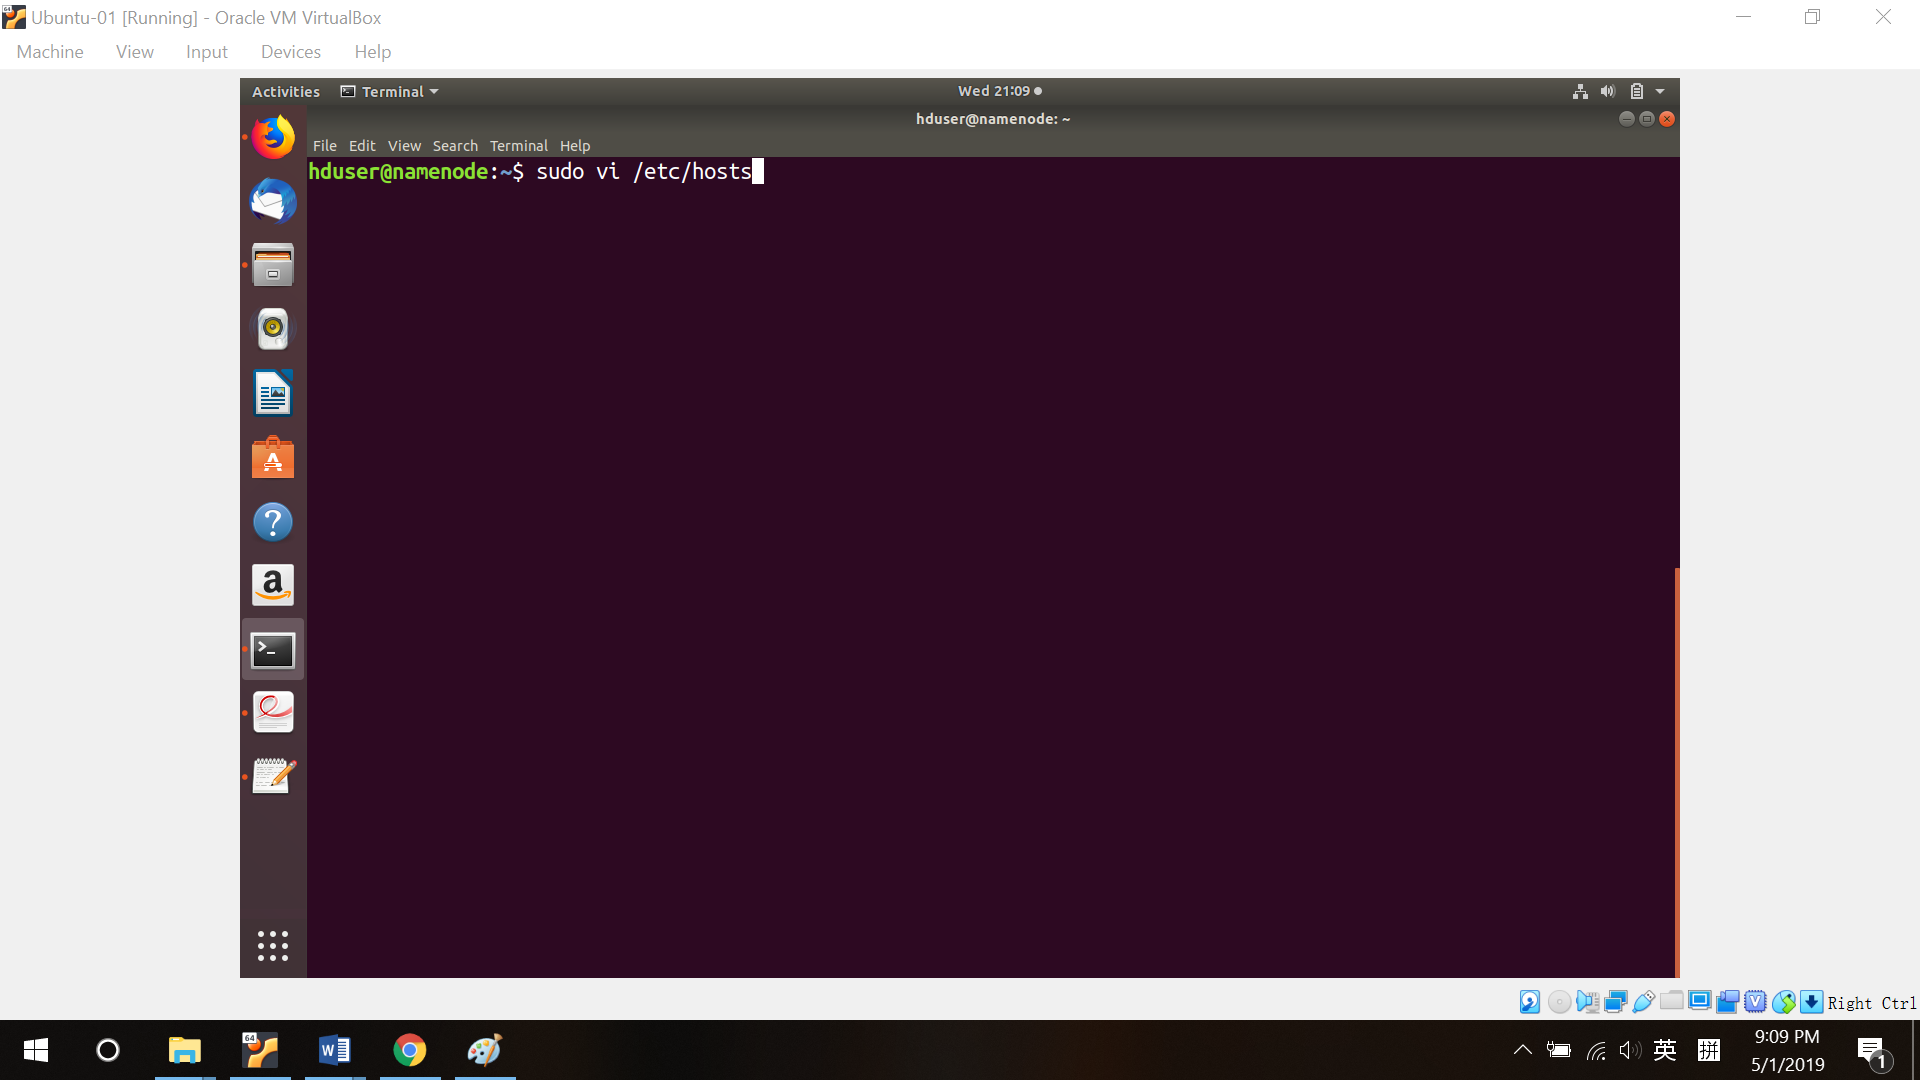 Ubuntu-01 [Running] - Oracle VM VirtualBox
Machine View Input Devices Help
Activities Terminal Wed 21:09
hduser@namenode: ~
File Edit View Search Terminal Help
hduser@namenode:~$ sudo vi /etc/hosts
Right Ctrl
9:09 PM
英 拼
5/1/2019
1